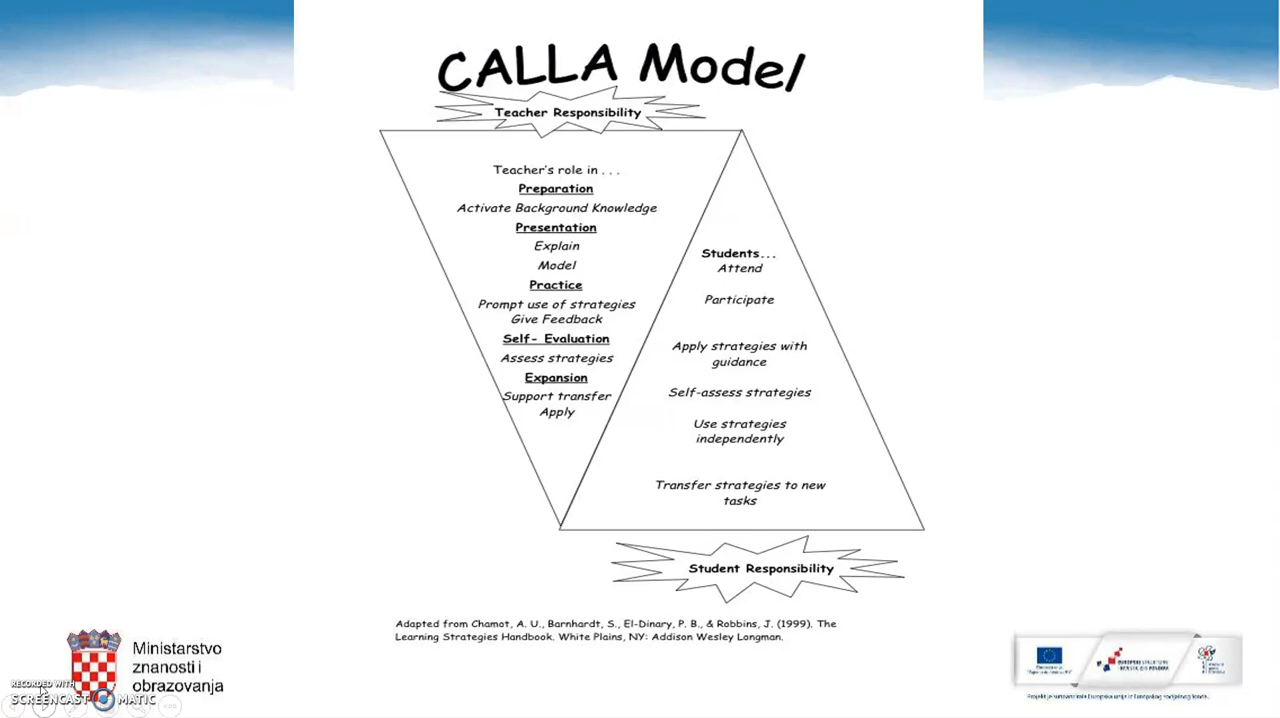 CALLA Model
Teacher Responsibility
Teacher's role in . . .
Preparation
Activate Background Knowledge
Presentation
Explain
Model
Practice
Prompt use of strategies
Give Feedback
Self- Evaluation
Assess strategies
Expansion
Support transfer
Apply
Students...
Attend
Participate
Apply strategies with
guidance
Self-assess strategies
Use strategies
independently
Transfer strategies to new
tasks
Student Responsibility
Adapted from Chamot, A. U., Barnhardt, S., El-Dinary, P. B., & Robbins, J. (1999). The
Learning Strategies Handbook. White Plains, NY: Addison Wesley Longman.
Ministarstvo
znanosti i
obrazovanja
RECORDED WITH
SCREENCAST MATIC